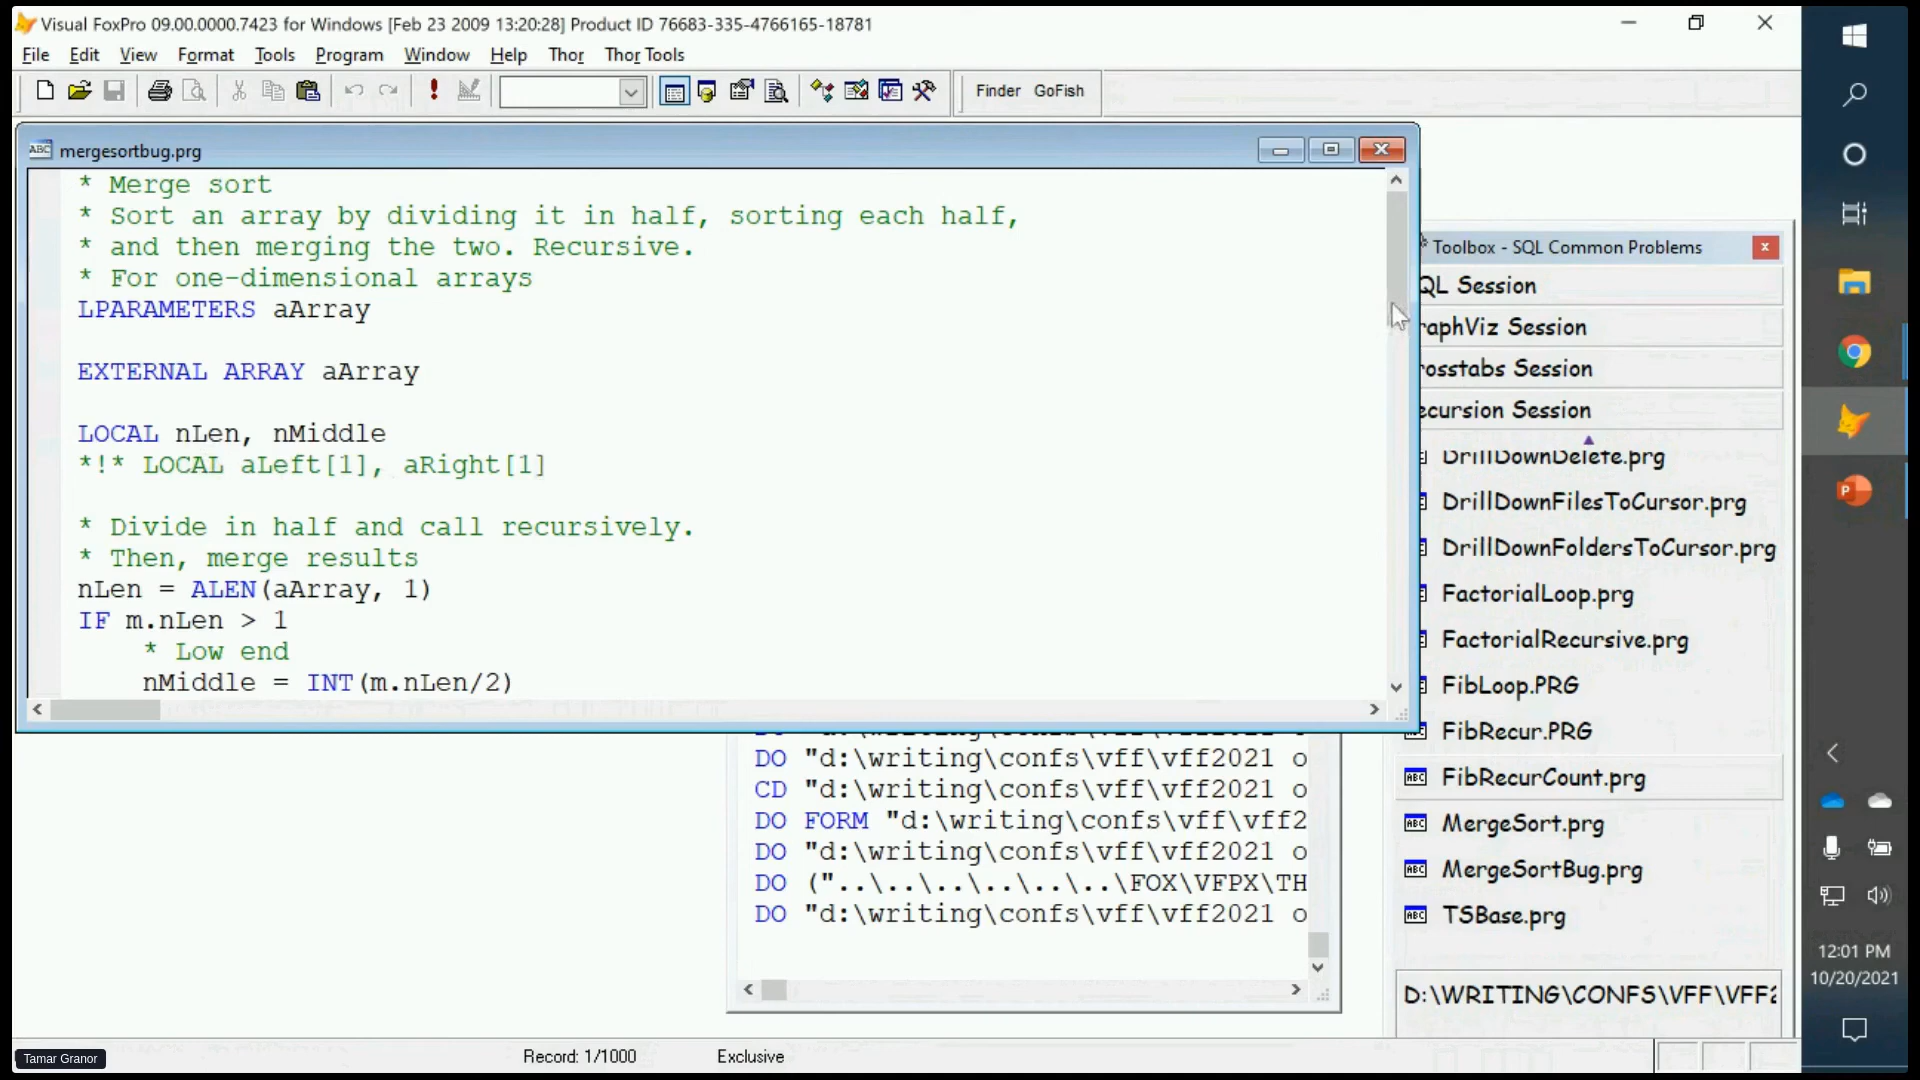 Visual FoxPro 09.00.0000.7423 for Windows [Feb 23 2009 13:20:28] Product ID 76683-335-4766165-18781
File Edit View Format Tools Program Window Help Thor Thor Tools
Finder GoFish
mergesortbug.prg
* Merge sort
* Sort an array by dividing it in half, sorting each half,
* and then merging the two. Recursive.
* For one-dimensional arrays
LPARAMETERS aArray
EXTERNAL ARRAY aArray
LOCAL nLen, nMiddle
*!* LOCAL aLeft[1], aRight[1]
* Divide in half and call recursively.
* Then, merge results
nLen = ALEN(aArray, 1)
IF m.nLen > 1
* Low end
nMiddle = INT(m.nLen/2)
DO "d:\writing\confs\vff\vff2021 o
CD "d:\writing\confs\vff\vff2021 o
DO FORM "d:\writing\confs\vff\vff2
DO "d:\writing\confs\vff\vff2021 o
DO ("..\..\..\..\..\..\FOX\VFPX\TH
DO "d:\writing\confs\vff\vff2021 o
Toolbox - SQL Common Problems
QL Session
raphViz Session
rosstabs Session
ecursion Session
DrillDownDelete.prg
DrillDownFilesToCursor.prg
DrillDownFoldersToCursor.prg
FactorialLoop.prg
FactorialRecursive.prg
FibLoop.PRG
FibRecur.PRG
FibRecurCount.prg
MergeSort.prg
MergeSortBug.prg
TSBase.prg
D:\WRITING\CONFS\VFF\VFF2
12:01 PM
10/20/2021
Tamar Granor
Record: 1/1000
Exclusive